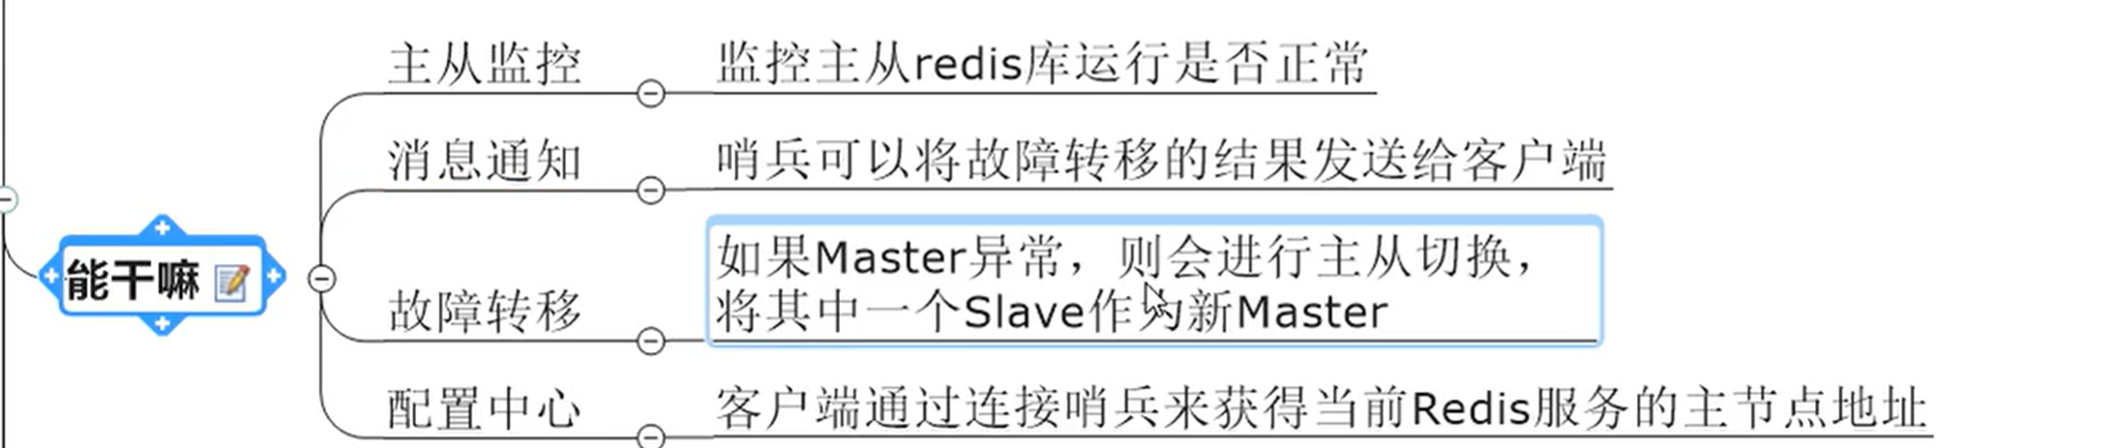 主从监控
监控主从redis库运行是否正常
消息通知
哨兵可以将故障转移的结果发送给客户端
能干嘛
故障转移
如果Master异常，则会进行主从切换，
将其中一个Slave作为新Master
配置中心
客户端通过连接哨兵来获得当前Redis服务的主节点地址